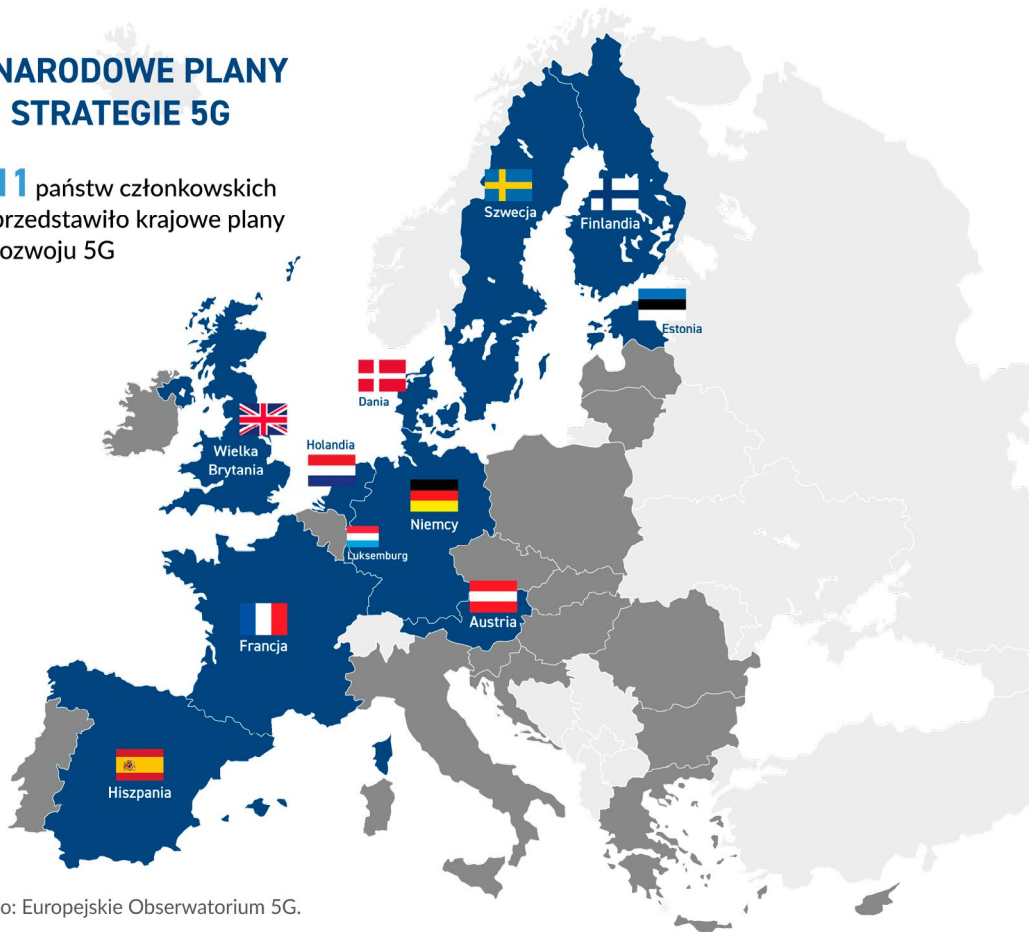 NARODOWE PLANY
STRATEGIE 5G
11 państw członkowskich
przedstawiło krajowe plany
ozwoju 5G
Szwecja
Finlandia
Estonia
Dania
Holandia
Wielka
Brytania
Niemcy
Luksemburg
Austria
Francja
Hiszpania
o: Europejskie Obserwatorium 5G.